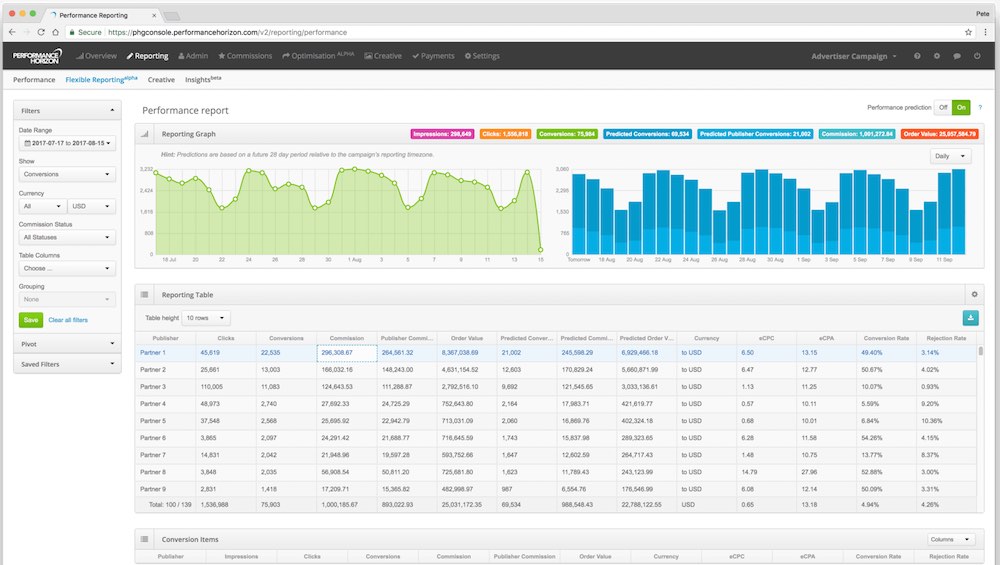 Performance Reporting
Pete
Secure https://phgconsole.performancehorizon.com/v2/reporting/performance
PERFORMANCE HORIZON
Overview Reporting Admin Commissions Optimisation ALPHA Creative Payments Settings Advertiser Campaign
Performance Flexible Reporting alpha Creative Insights beta
Filters
Date Range
2017-07-17 to 2017-08-15
Show
Conversions
Currency
All USD
Commission Status
All Statuses
Table Columns
Choose ...
Grouping
None
Save Clear all filters
Pivot
Saved Filters
Performance report
Performance prediction Off On ?
Reporting Graph
Clicks: 1,556,918 Conversions: 75,984 Predicted Conversions: 69,534 Predicted Publisher Conversions: 21,002 Commission: 1,001,272.64 Order Value: 25,057,564.79
Hint: Predictions are based on a future 28 day period relative to the campaign's reporting timezone.
Daily
3,232
2,424
1,616
808
0
18 Jul 20 22 24 26 28 30 1 Aug 3 5 7 9 11 13 15
3,060
2,295
1,530
765
0
Tomorrow 18 Aug 20 Aug 22 Aug 24 Aug 26 Aug 28 Aug 30 Aug 1 Sep 3 Sep 5 Sep 7 Sep 9 Sep 11 Sep
Reporting Table
Table height 10 rows
Publisher Clicks Conversions Commission Publisher Commi... Order Value Predicted Conver... Predicted Commi... Predicted Order V... Currency eCPC eCPA Conversion Rate Rejection Rate
Partner 1 45,619 22,535 296,308.67 264,561.32 8,367,038.69 21,002 245,598.29 6,929,466.18 to USD 6.50 13.15 49.40% 3.14%
Partner 2 25,661 13,003 166,032.16 148,243.00 4,631,154.52 12,603 170,829.24 5,660,871.99 to USD 6.47 12.77 50.67% 4.02%
Partner 3 110,005 11,083 124,643.53 111,288.87 2,792,516.10 9,692 121,545.65 3,033,136.61 to USD 1.13 11.25 10.07% 0.93%
Partner 4 48,973 2,740 27,692.33 24,725.29 752,643.80 2,164 17,983.71 421,619.77 to USD 0.57 10.11 5.59% 9.20%
Partner 5 37,548 2,568 25,695.92 22,942.79 713,031.09 2,060 16,869.76 402,324.18 to USD 0.68 10.01 6.84% 10.36%
Partner 6 3,865 2,097 24,291.42 21,688.77 716,645.59 1,743 15,837.98 289,323.65 to USD 6.28 11.58 54.26% 4.15%
Partner 7 14,831 2,042 21,948.96 19,597.28 593,752.66 1,647 12,602.59 264,717.43 to USD 1.48 10.75 13.77% 8.37%
Partner 8 3,848 2,035 56,908.54 50,811.20 725,681.80 1,623 11,789.43 243,123.99 to USD 14.79 27.96 52.88% 3.00%
Partner 9 2,831 1,418 17,209.71 15,365.82 482,998.97 987 6,554.76 176,546.99 to USD 6.08 12.14 50.09% 3.31%
Total: 100 / 139 1,536,988 75,903 1,000,185.67 893,022.93 25,031,172.35 69,534 988,548.43 22,788,122.55 USD 0.65 13.18 4.94% 4.26%
Conversion Items
Columns
Publisher Impressions Clicks Conversions Commission Publisher Commission Order Value Currency eCPC eCPA Conversion Rate Rejection Rate